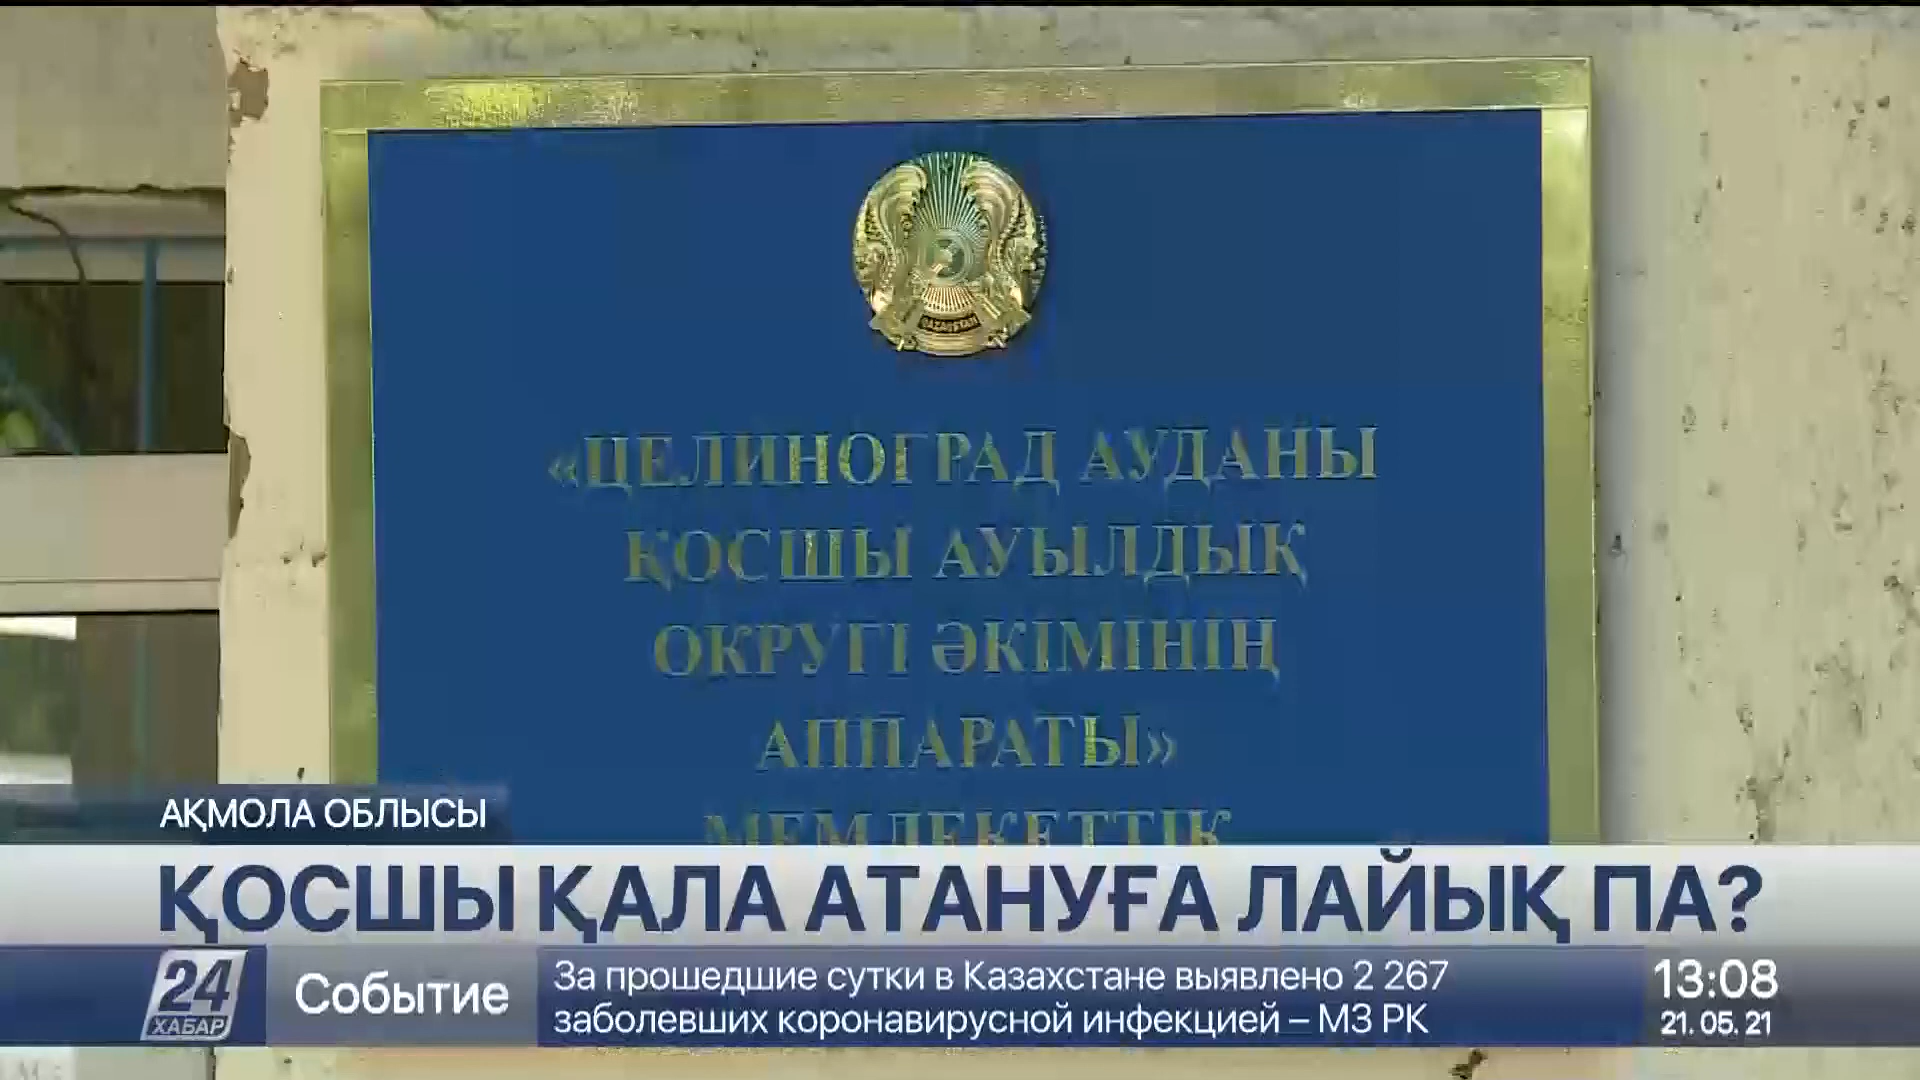 «ЦЕЛИНОГРАД АУДАНЫ
ҚОСШЫ АУЫЛДЫҚ
ОКРУГІ ӘКІМІНІҢ
АППАРАТЫ»
МЕМЛЕКЕТТІК
АҚМОЛА ОБЛЫСЫ
ҚОСШЫ ҚАЛА АТАНУҒА ЛАЙЫҚ ПА?
24
ХАБАР
Событие
За прошедшие сутки в Казахстане выявлено 2 267
заболевших коронавирусной инфекцией – МЗ РК
13:08
21. 05. 21